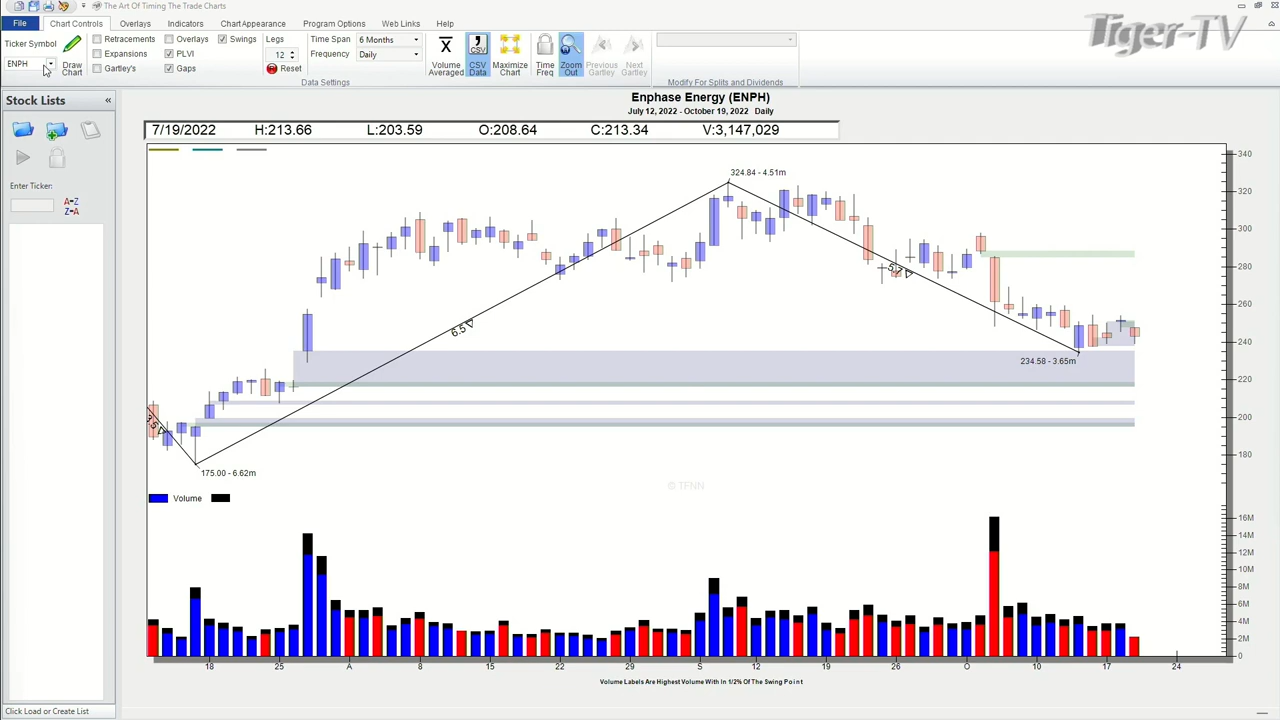 The Art Of Timing The Trade Charts
File Chart Controls Overlays Indicators Chart Appearance Program Options Web Links Help
Tiger-TV
Ticker Symbol
ENPH
Draw
Chart
Retracements Overlays Swings
Expansions PLVI
Gartley's Gaps
Legs
12
Reset
Time Span 6 Months
Frequency Daily
Data Settings
X
Volume
Averaged
CSV
CSV
Data
Maximize
Chart
Time
Freq
Zoom
Out
Previous
Gartley
Next
Gartley
Modify For Splits and Dividends
Stock Lists «
Enter Ticker:
A-Z
Z-A
Click Load or Create List
Enphase Energy (ENPH)
July 12, 2022 - October 19, 2022 Daily
7/19/2022 H:213.66 L:203.59 O:208.64 C:213.34 V:3,147,029
324.84 - 4.51m
6.5
234.58 - 3.65m
175.00 - 6.62m
340
320
300
280
260
240
220
200
180
© TFNN
Volume
16M
14M
12M
10M
8M
6M
4M
2M
0
18 25 A 8 15 22 29 5 12 19 26 O 10 17 24
Volume Labels Are Highest Volume With In 1/2% Of The Swing Point